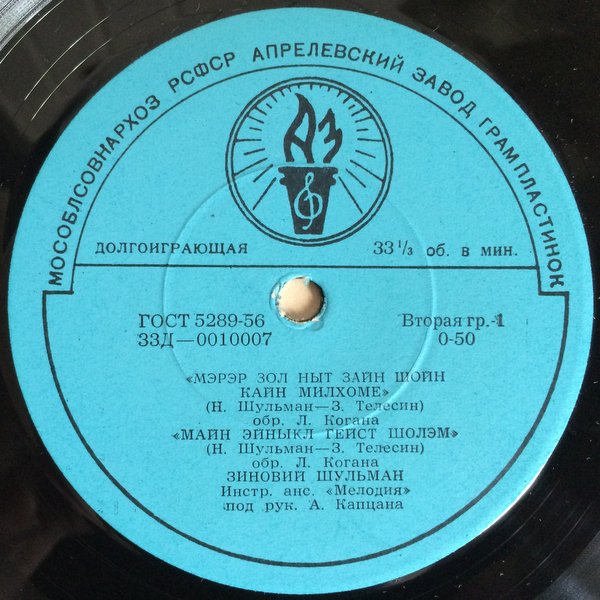 МОСОБЛСОВНАРХОЗ РСФСР АПРЕЛЕВСКИЙ ЗАВОД ГРАМПЛАСТИНОК
АЗ
ДОЛГОИГРАЮЩАЯ 33 1/3 об. в мин.
ГОСТ 5289-56 Вторая гр.-1
33Д—0010007 0-50
«МЭРЭР ЗОЛ НЫТ ЗАЙН ШОЙН
КАЙН МИЛХОМЕ»
(Н. Шульман—З. Телесин)
обр. Л. Когана
«МАЙН ЭЙНЫКЛ ГЕЙСТ ШОЛЭМ»
(Н. Шульман—З. Телесин)
обр. Л. Когана
ЗИНОВИЙ ШУЛЬМАН
Инстр. анс. «Мелодия»
под рук. А. Капцана